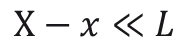 X − x ≪ L